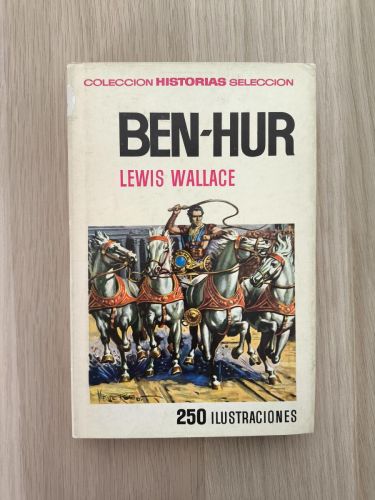 COLECCION HISTORIAS SELECCION
BEN-HUR
LEWIS WALLACE
250 ILUSTRACIONES